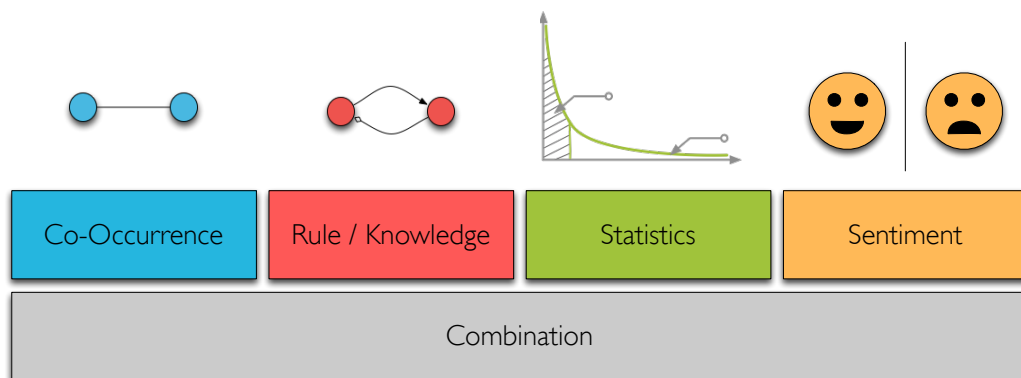 Co-Occurrence
Rule / Knowledge
Statistics
Sentiment
Combination